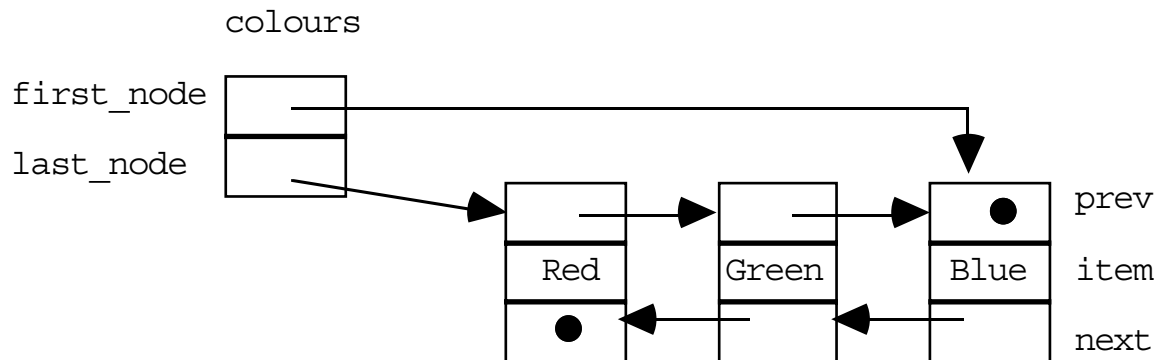 colours
first_node
last_node
prev
Red Green Blue item
next